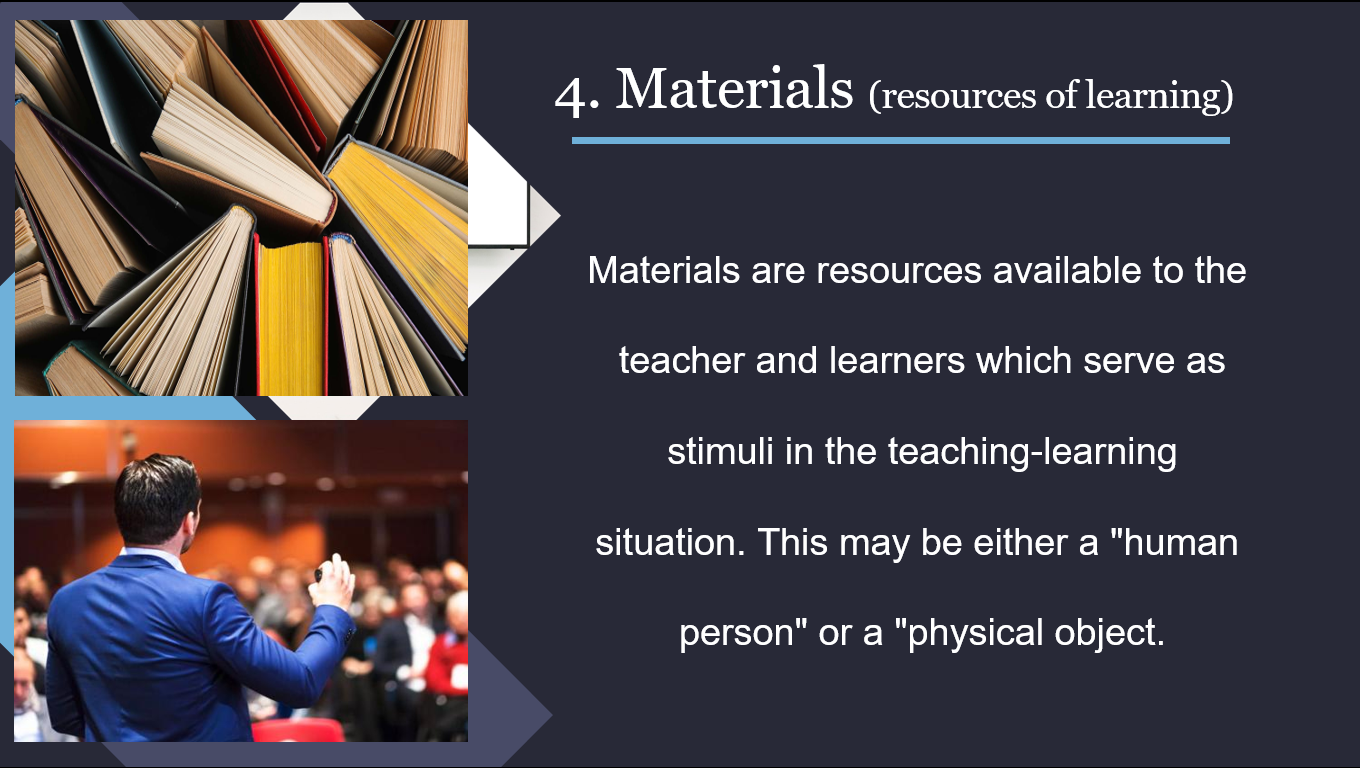 4. Materials (resources of learning)
Materials are resources available to the
teacher and learners which serve as
stimuli in the teaching-learning
situation. This may be either a "human
person" or a "physical object.